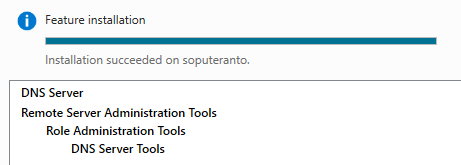 Feature installation
Installation succeeded on soputeranto.
DNS Server
Remote Server Administration Tools
Role Administration Tools
DNS Server Tools